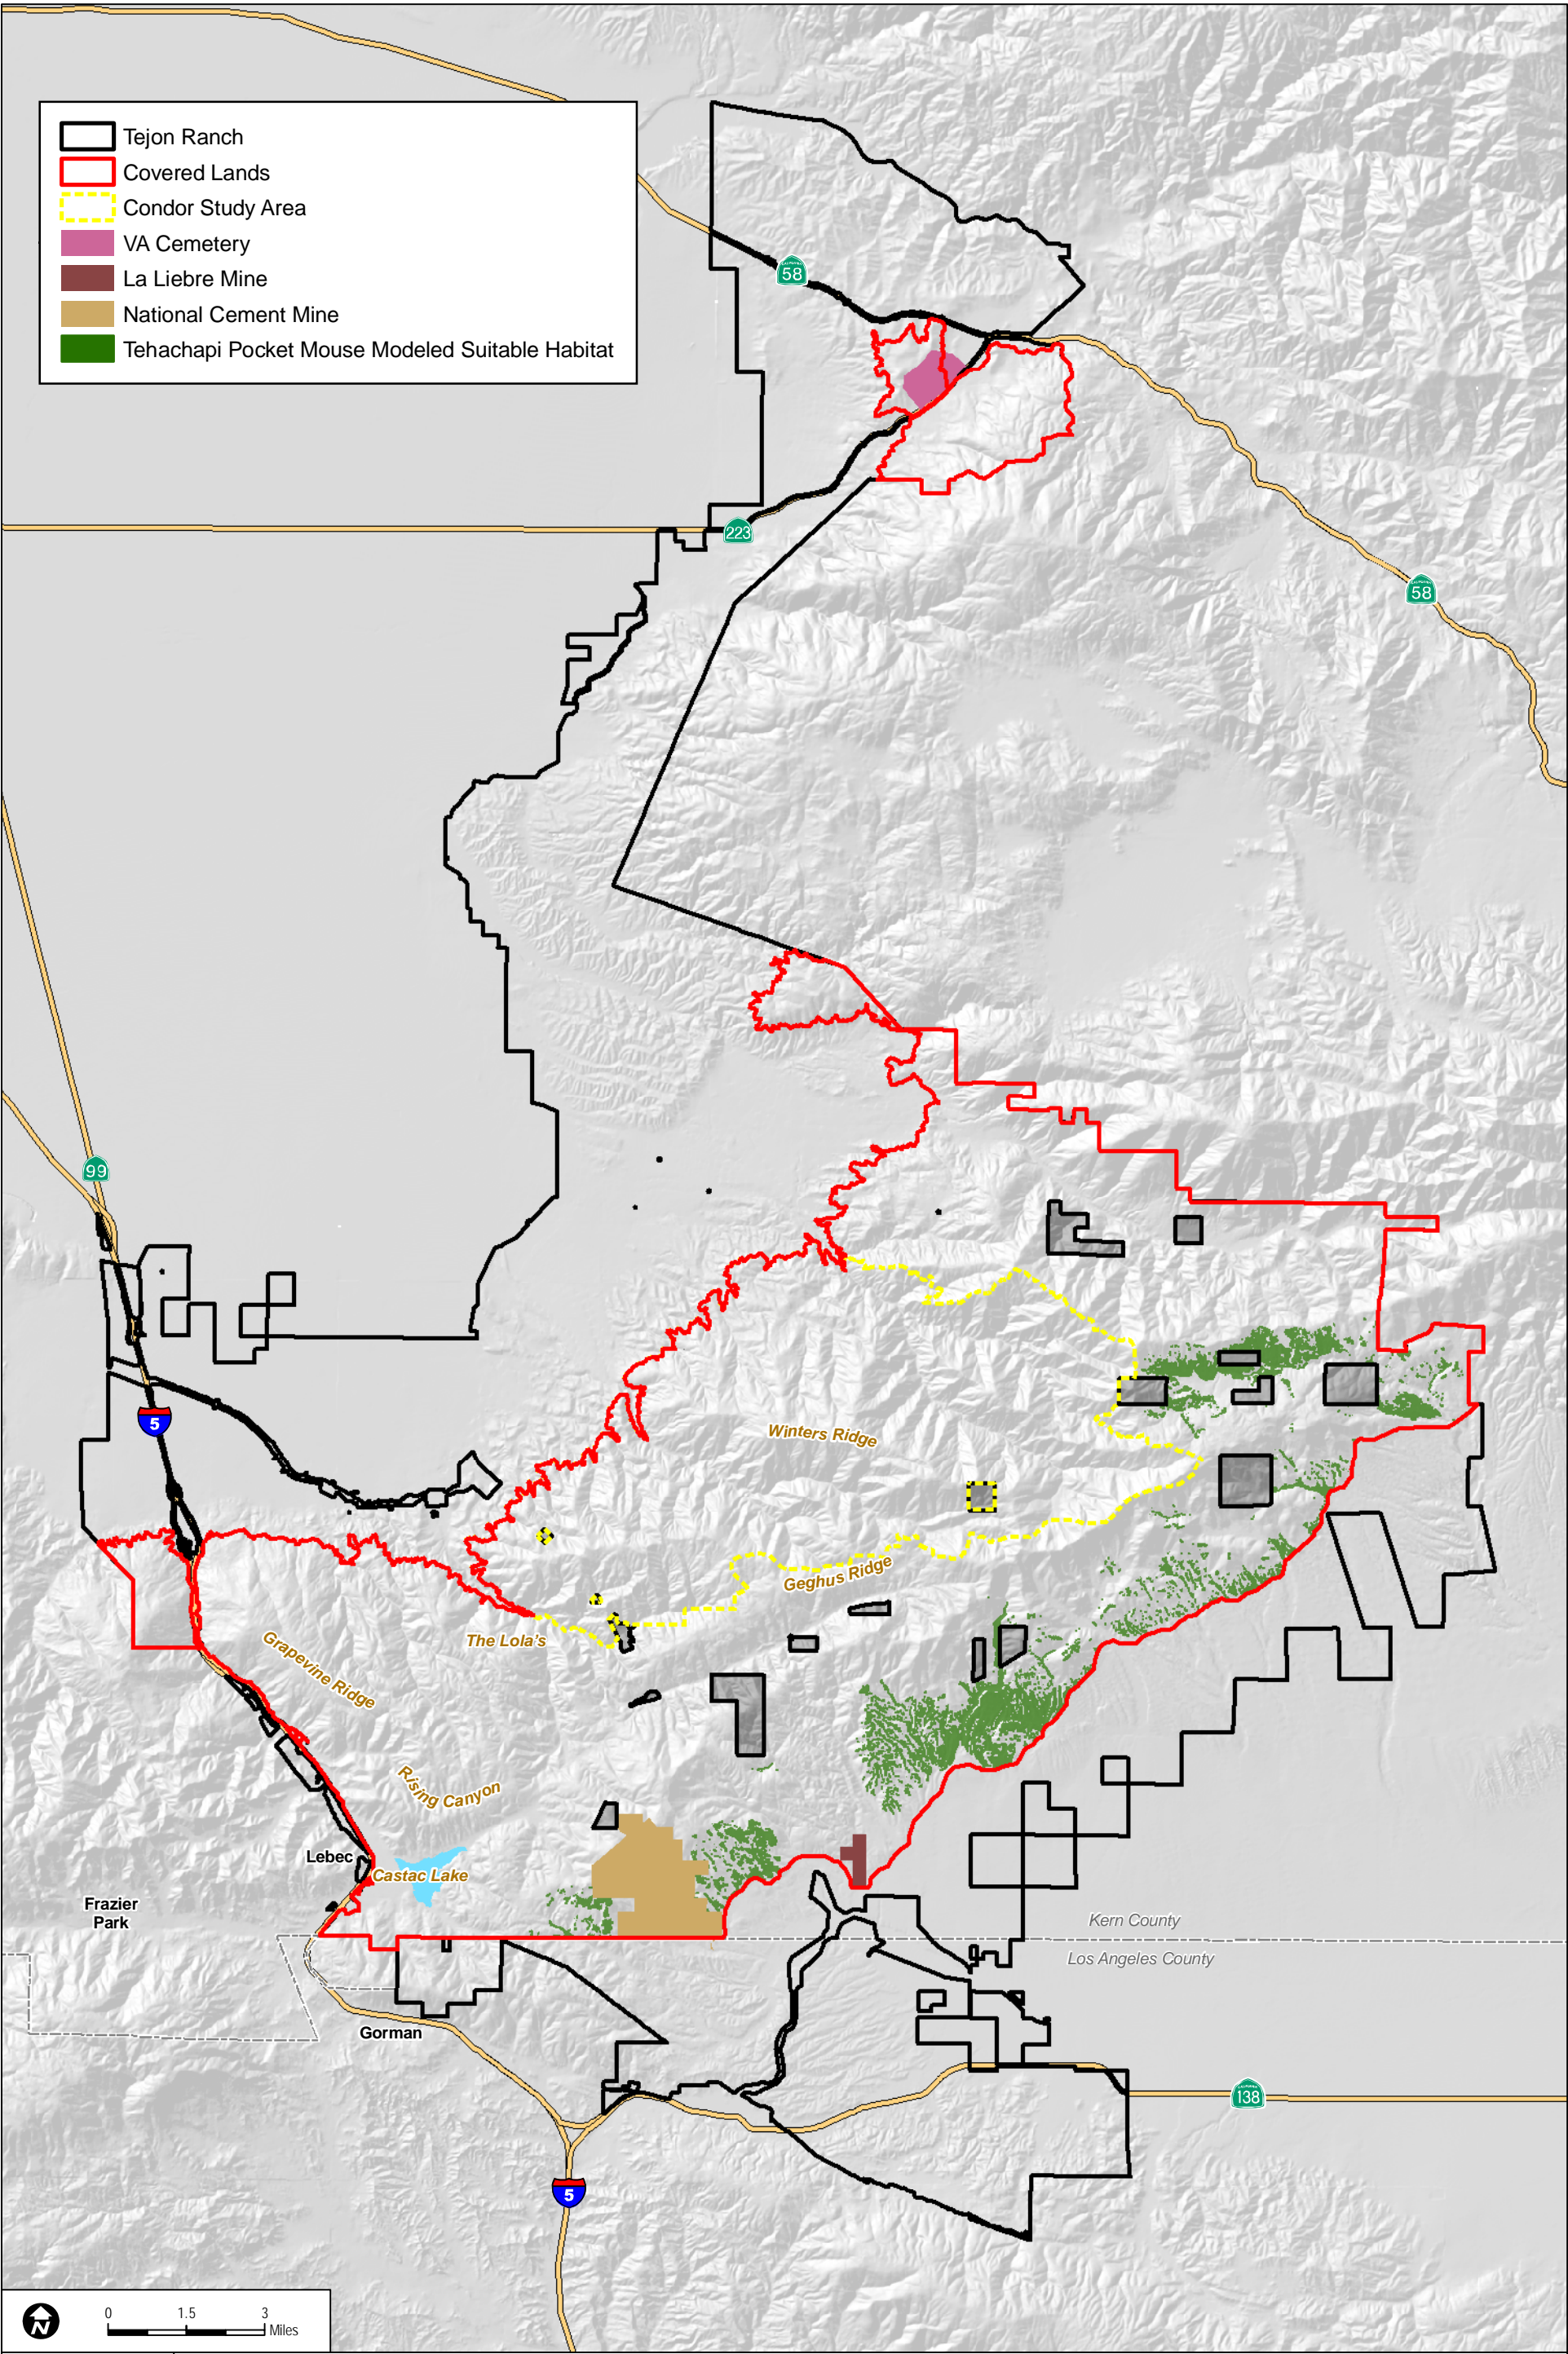 Tejon Ranch
Covered Lands
Condor Study Area
VA Cemetery
La Liebre Mine
National Cement Mine
Tehachapi Pocket Mouse Modeled Suitable Habitat
58
223
58
99
5
Winters Ridge
Geghus Ridge
The Lola's
Grapevine Ridge
Rising Canyon
Lebec
Castac Lake
Frazier
Park
Kern County
Los Angeles County
Gorman
138
5
N
0 1.5 3
Miles